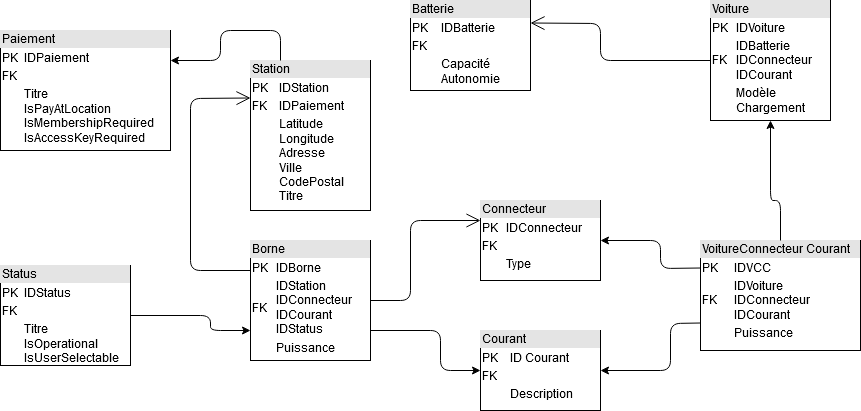 Paiement
PK IDPaiement
FK
Titre
IsPayAtLocation
IsMembershipRequired
IsAccessKeyRequired
Station
PK IDStation
FK IDPaiement
Latitude
Longitude
Adresse
Ville
CodePostal
Titre
Batterie
PK IDBatterie
FK
Capacité
Autonomie
Voiture
PK IDVoiture
IDBatterie
FK IDConnecteur
IDCourant
Modèle
Chargement
Status
PK IDStatus
FK
Titre
IsOperational
IsUserSelectable
Borne
PK IDBorne
IDStation
IDConnecteur
FK
IDCourant
IDStatus
Puissance
Connecteur
PK IDConnecteur
FK
Type
Courant
PK ID Courant
FK
Description
VoitureConnecteur Courant
PK IDVCC
IDVoiture
FK IDConnecteur
IDCourant
Puissance